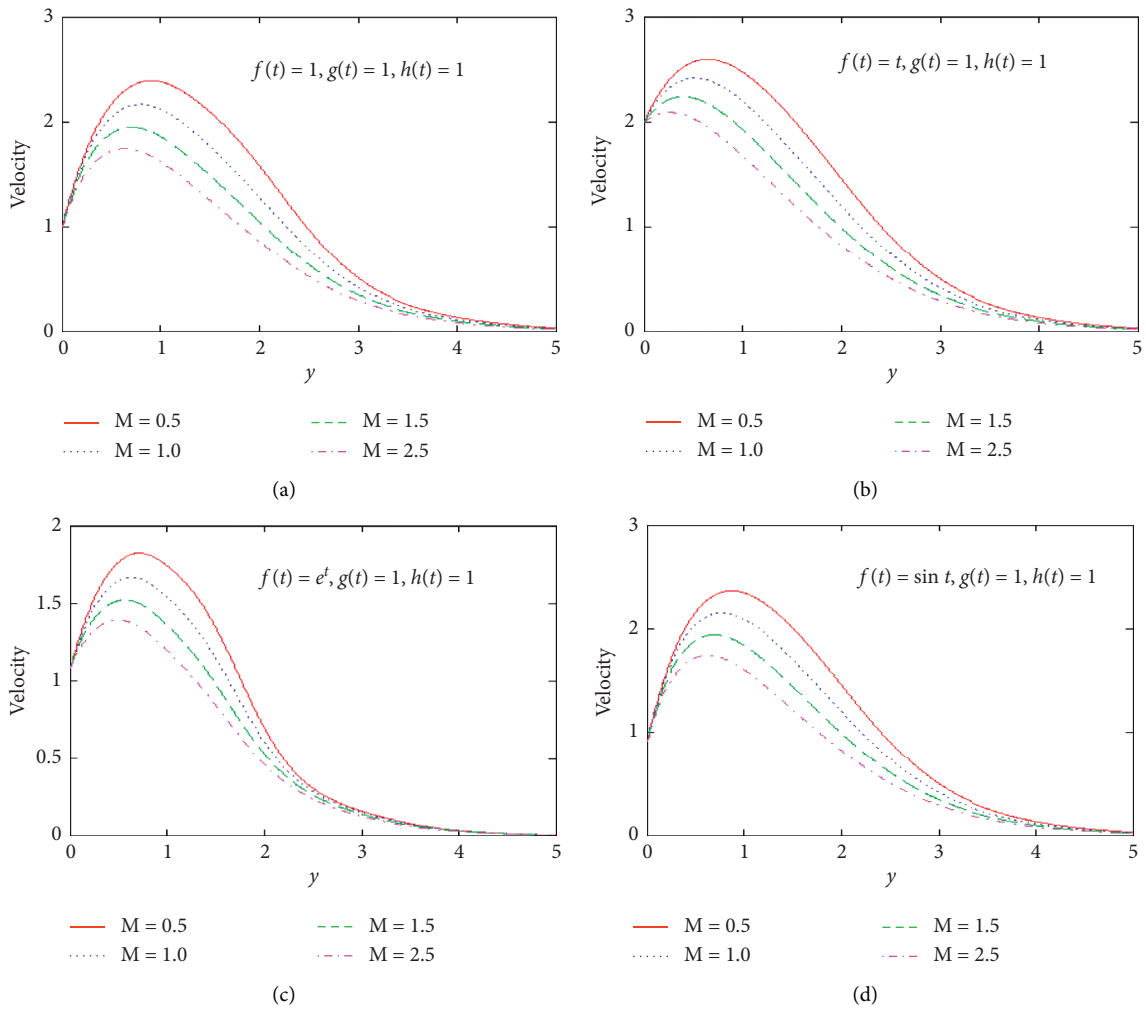 3
2
1
0
Velocity
f(t) = 1, g(t) = 1, h(t) = 1
0 1 2 3 4 5
y
M = 0.5
M = 1.0
M = 1.5
M = 2.5
(a)
3
2
1
0
Velocity
f(t) = t, g(t) = 1, h(t) = 1
0 1 2 3 4 5
y
M = 0.5
M = 1.0
M = 1.5
M = 2.5
(b)
2
1.5
1
0.5
0
Velocity
f(t) = eᵗ, g(t) = 1, h(t) = 1
0 1 2 3 4 5
y
M = 0.5
M = 1.0
M = 1.5
M = 2.5
(c)
3
2
1
0
Velocity
f(t) = sin t, g(t) = 1, h(t) = 1
0 1 2 3 4 5
y
M = 0.5
M = 1.0
M = 1.5
M = 2.5
(d)